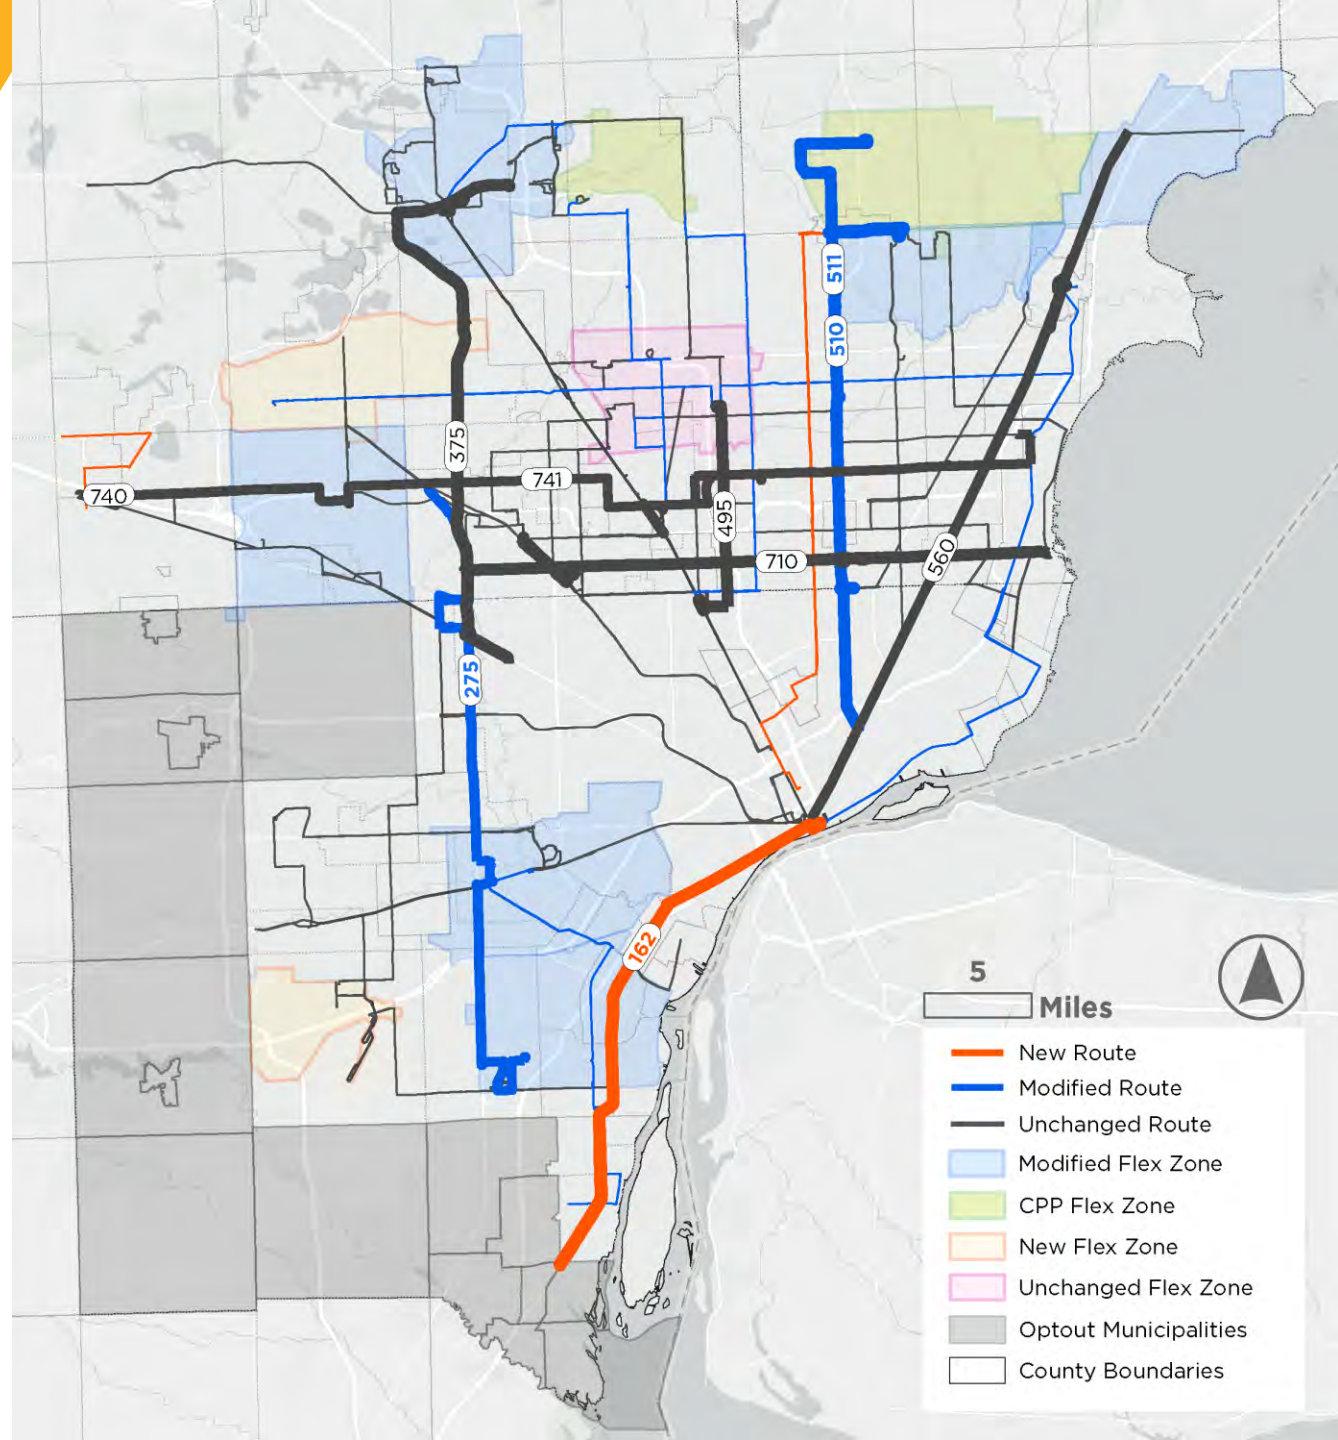 511
510
375
740
741
495
710
560
275
162
5
Miles
New Route
Modified Route
Unchanged Route
Modified Flex Zone
CPP Flex Zone
New Flex Zone
Unchanged Flex Zone
Optout Municipalities
County Boundaries